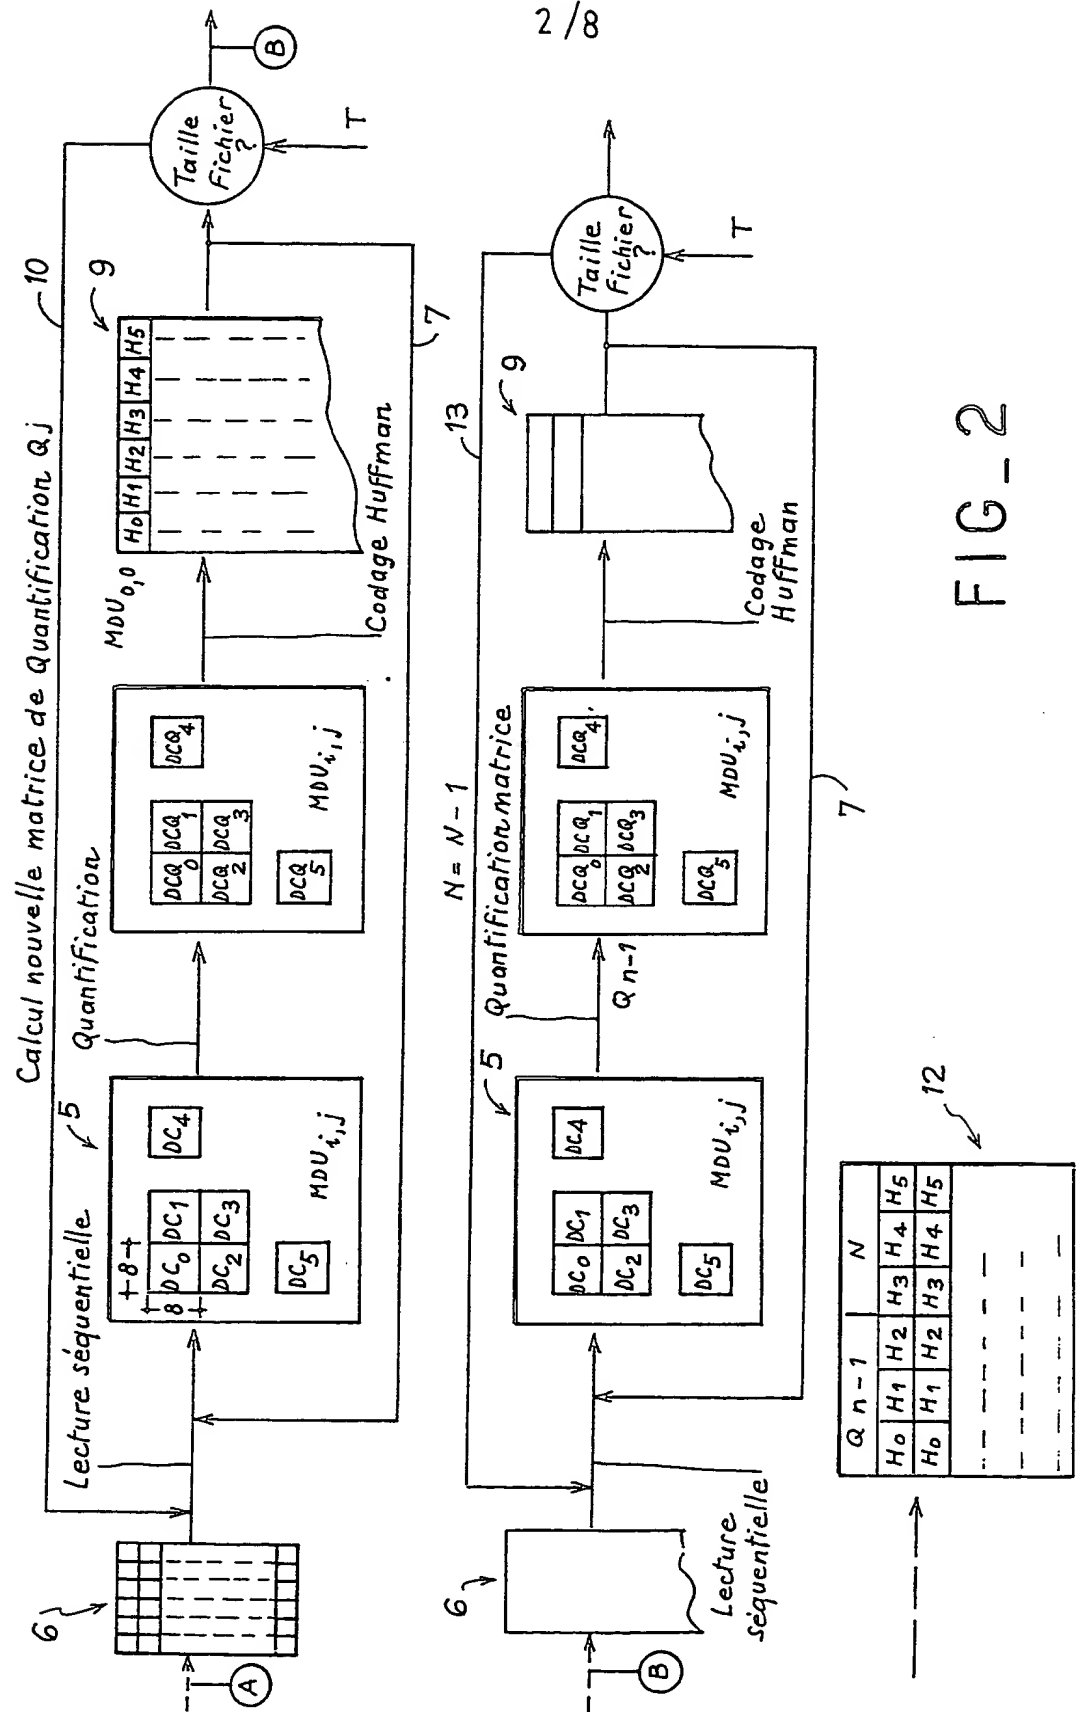 2/8
Calcul nouvelle matrice de Quantification Qj
10
6
A
Lecture séquentielle
5
8
8
DC0
DC1
DC2
DC3
DC4
DC5
MDUi,j
Quantification
DCQ0
DCQ1
DCQ2
DCQ3
DCQ4
DCQ5
MDUi,j
MDU0,0
Codage Huffman
H0 H1 H2 H3 H4 H5
9
7
Taille
Fichier
?
T
B
N = N - 1
13
6
B
Lecture
séquentielle
5
DC0
DC1
DC2
DC3
DC4
DC5
MDUi,j
Quantification matrice
Qn-1
DCQ0
DCQ1
DCQ2
DCQ3
DCQ4
DCQ5
MDUi,j
Codage
Huffman
9
7
Taille
Fichier
?
T
Qn-1 N
H0 H1 H2 H3 H4 H5
H0 H1 H2 H3 H4 H5
12
FIG_2